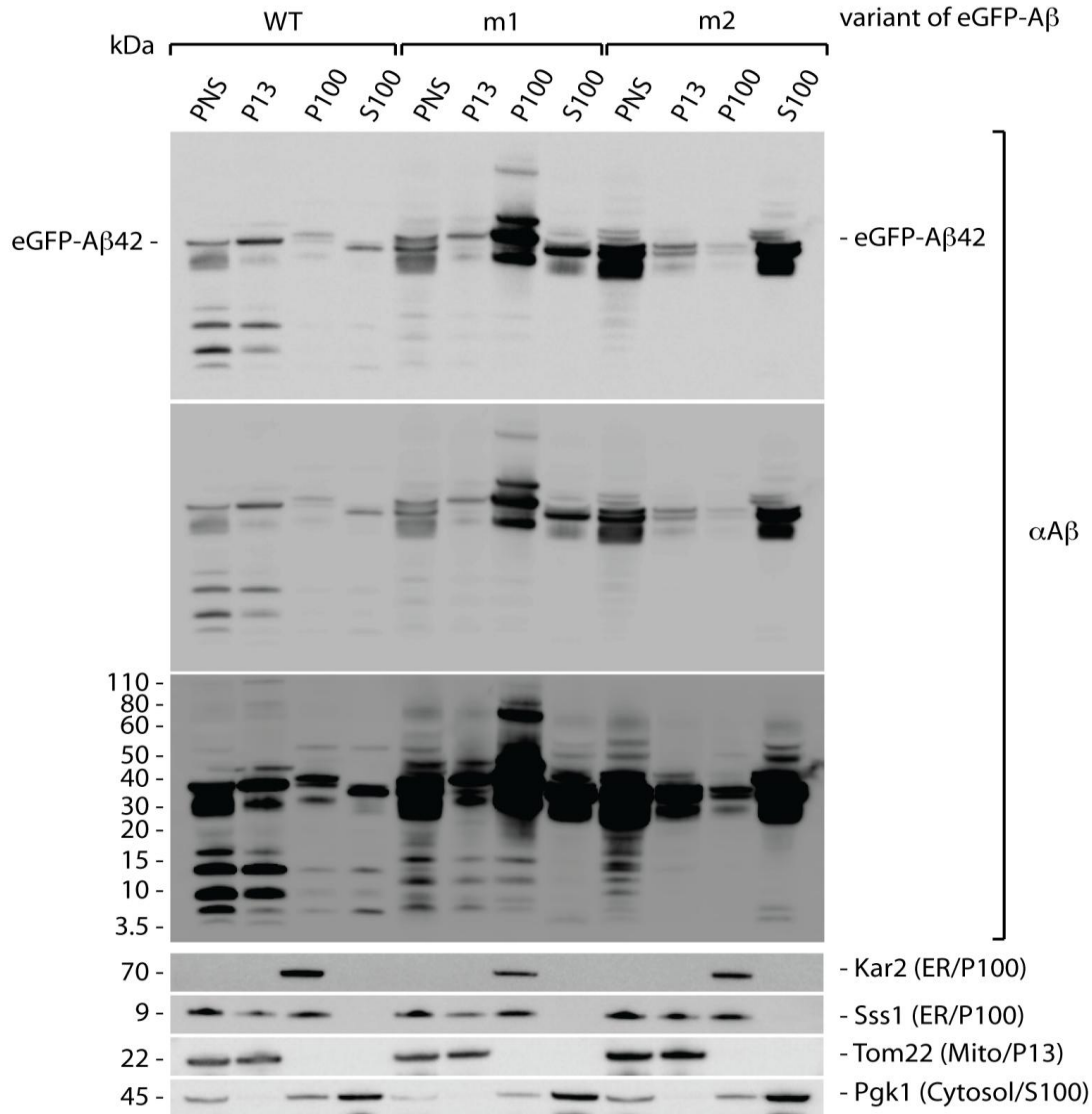 WT m1 m2 variant of eGFP-Aβ
kDa
PNS P13 P100 S100 PNS P13 P100 S100 PNS P13 P100 S100
eGFP-Aβ42 - - eGFP-Aβ42
αAβ
110 -
80 -
60 -
50 -
40 -
30 -
20 -
15 -
10 -
3.5 -
70 - - Kar2 (ER/P100)
9 - - Sss1 (ER/P100)
22 - - Tom22 (Mito/P13)
45 - - Pgk1 (Cytosol/S100)